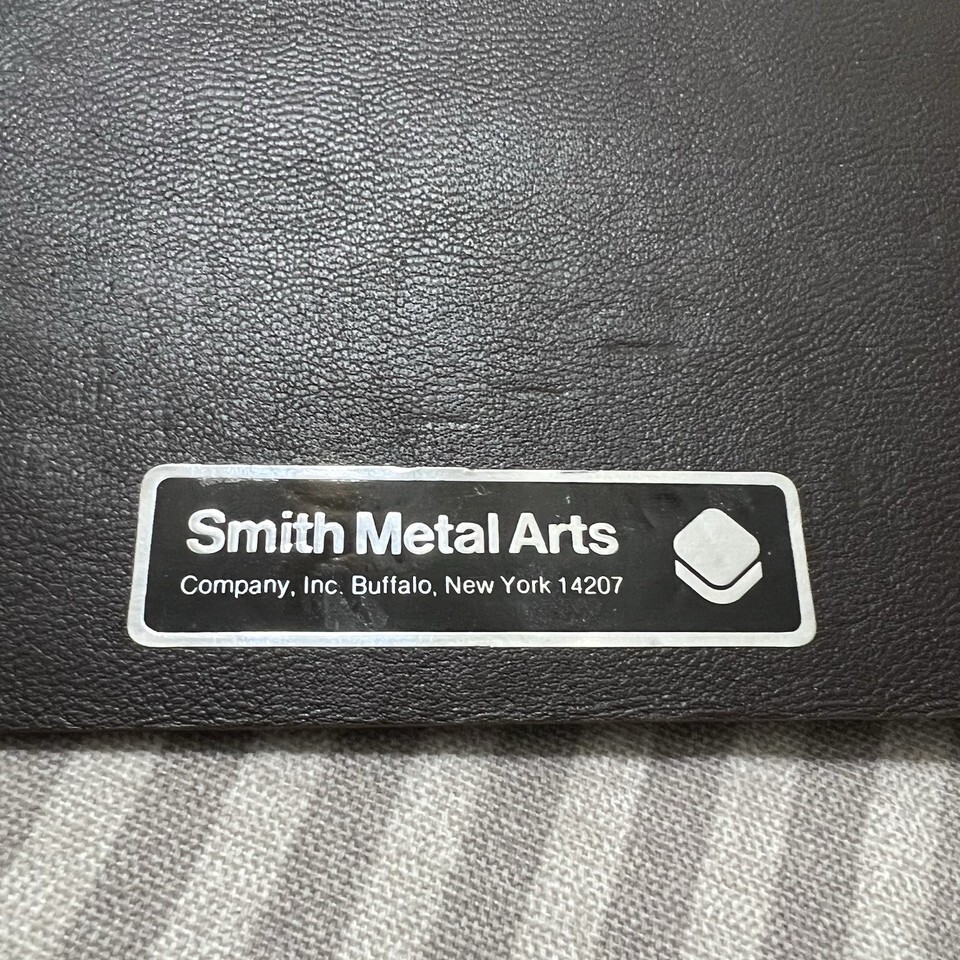 Smith Metal Arts
Company, Inc. Buffalo, New York 14207